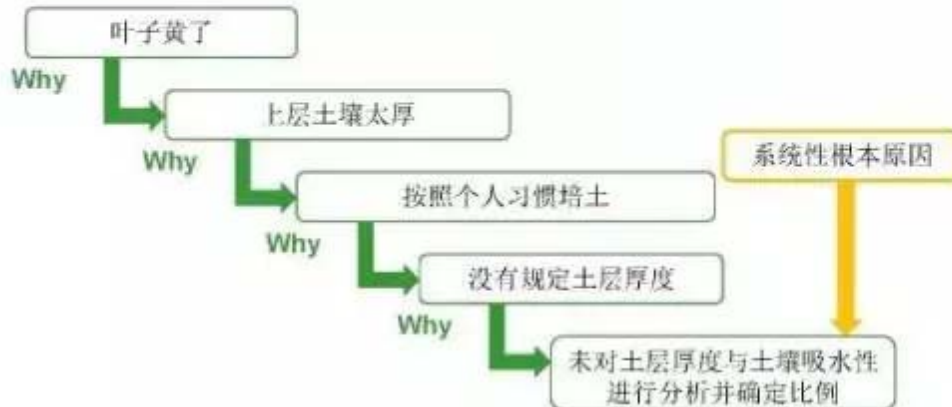 叶子黄了
Why
上层土壤太厚
Why
系统性根本原因
按照个人习惯培土
Why
没有规定土层厚度
Why
未对土层厚度与土壤吸水性
进行分析并确定比例